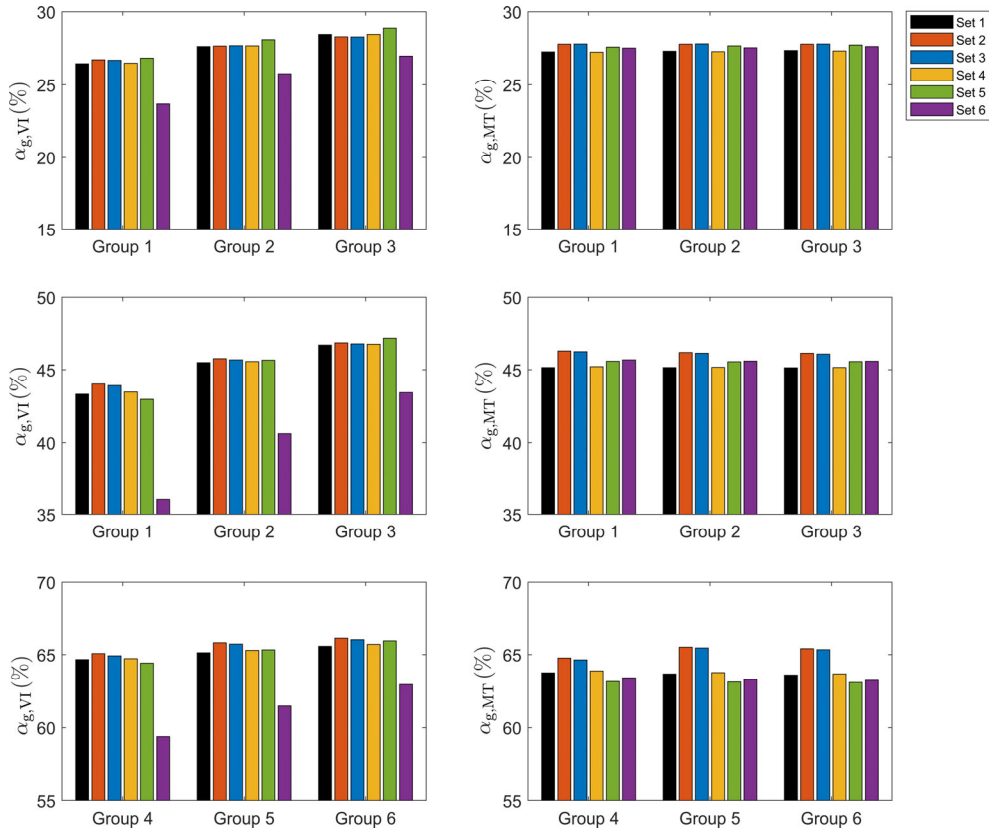 30
25
20
15
α_g,VI (%)
Group 1 Group 2 Group 3
30
25
20
15
α_g,MT (%)
Group 1 Group 2 Group 3
Set 1
Set 2
Set 3
Set 4
Set 5
Set 6
50
45
40
35
α_g,VI (%)
Group 1 Group 2 Group 3
50
45
40
35
α_g,MT (%)
Group 1 Group 2 Group 3
70
65
60
55
α_g,VI (%)
Group 4 Group 5 Group 6
70
65
60
55
α_g,MT (%)
Group 4 Group 5 Group 6